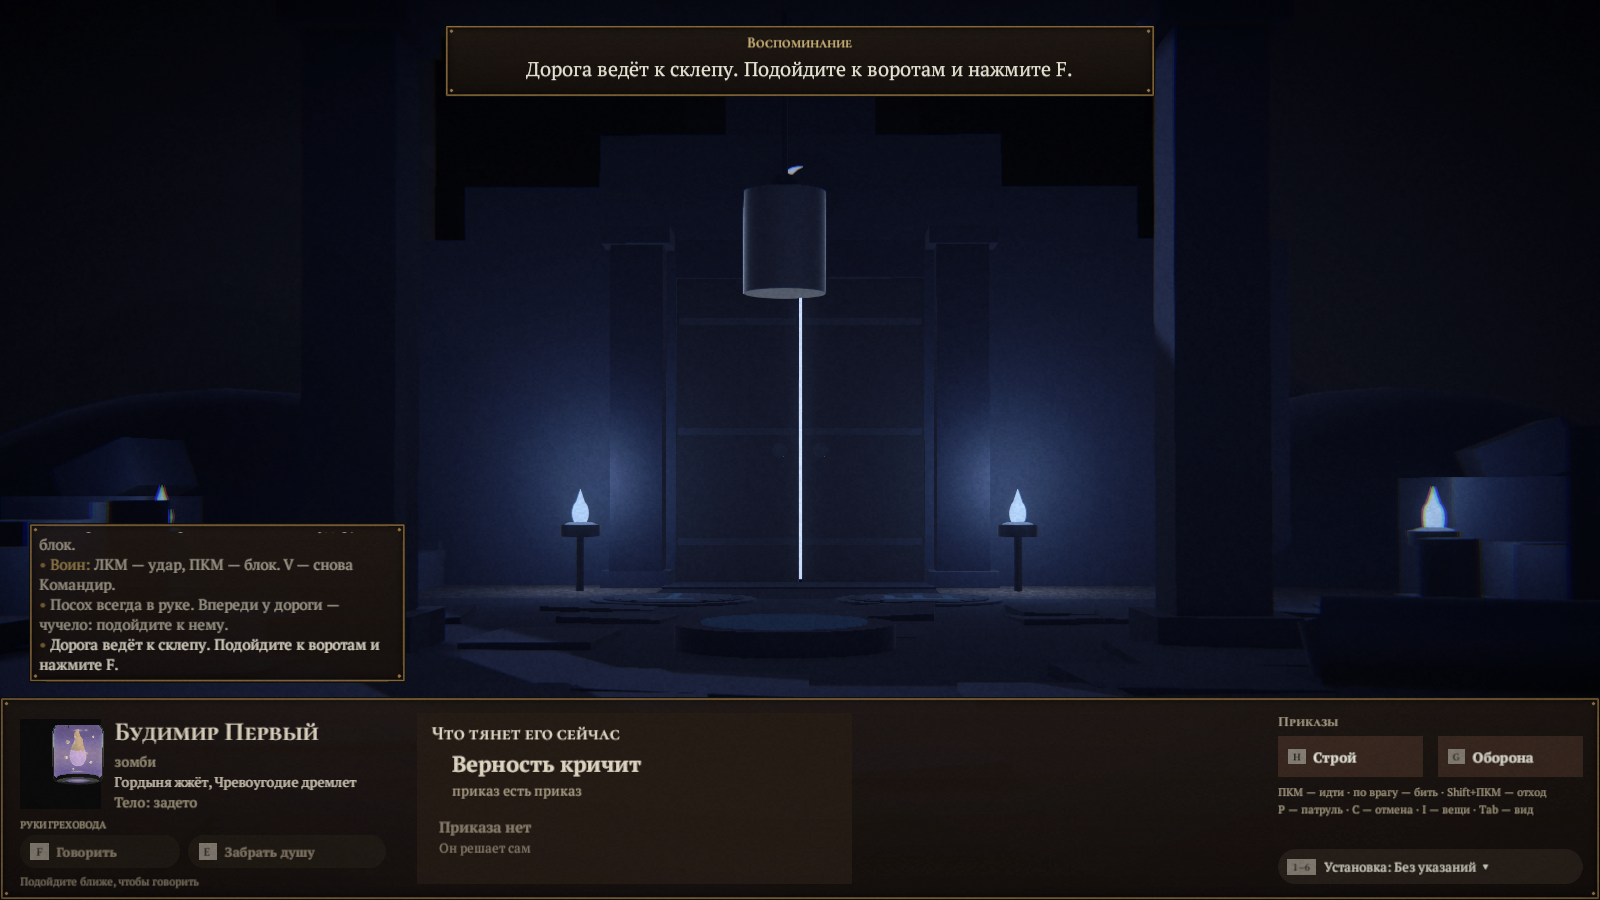 Воспоминание
Дорога ведёт к склепу. Подойдите к воротам и нажмите F.
блок.
• Воин: ЛКМ — удар, ПКМ — блок. V — снова
Командир.
• Посох всегда в руке. Впереди у дороги —
чучело: подойдите к нему.
• Дорога ведёт к склепу. Подойдите к воротам и
нажмите F.
Будимир Первый
зомби
Гордыня жжёт, Чревоугодие дремлет
Тело: задето
РУКИ ГРЕХОВОДА
F Говорить
E Забрать душу
Подойдите ближе, чтобы говорить
Что тянет его сейчас
Верность кричит
приказ есть приказ
Приказа нет
Он решает сам
Приказы
H Строй
G Оборона
ПКМ — идти · по врагу — бить · Shift+ПКМ — отход
P — патруль · C — отмена · I — вещи · Tab — вид
1–6 Установка: Без указаний ▾